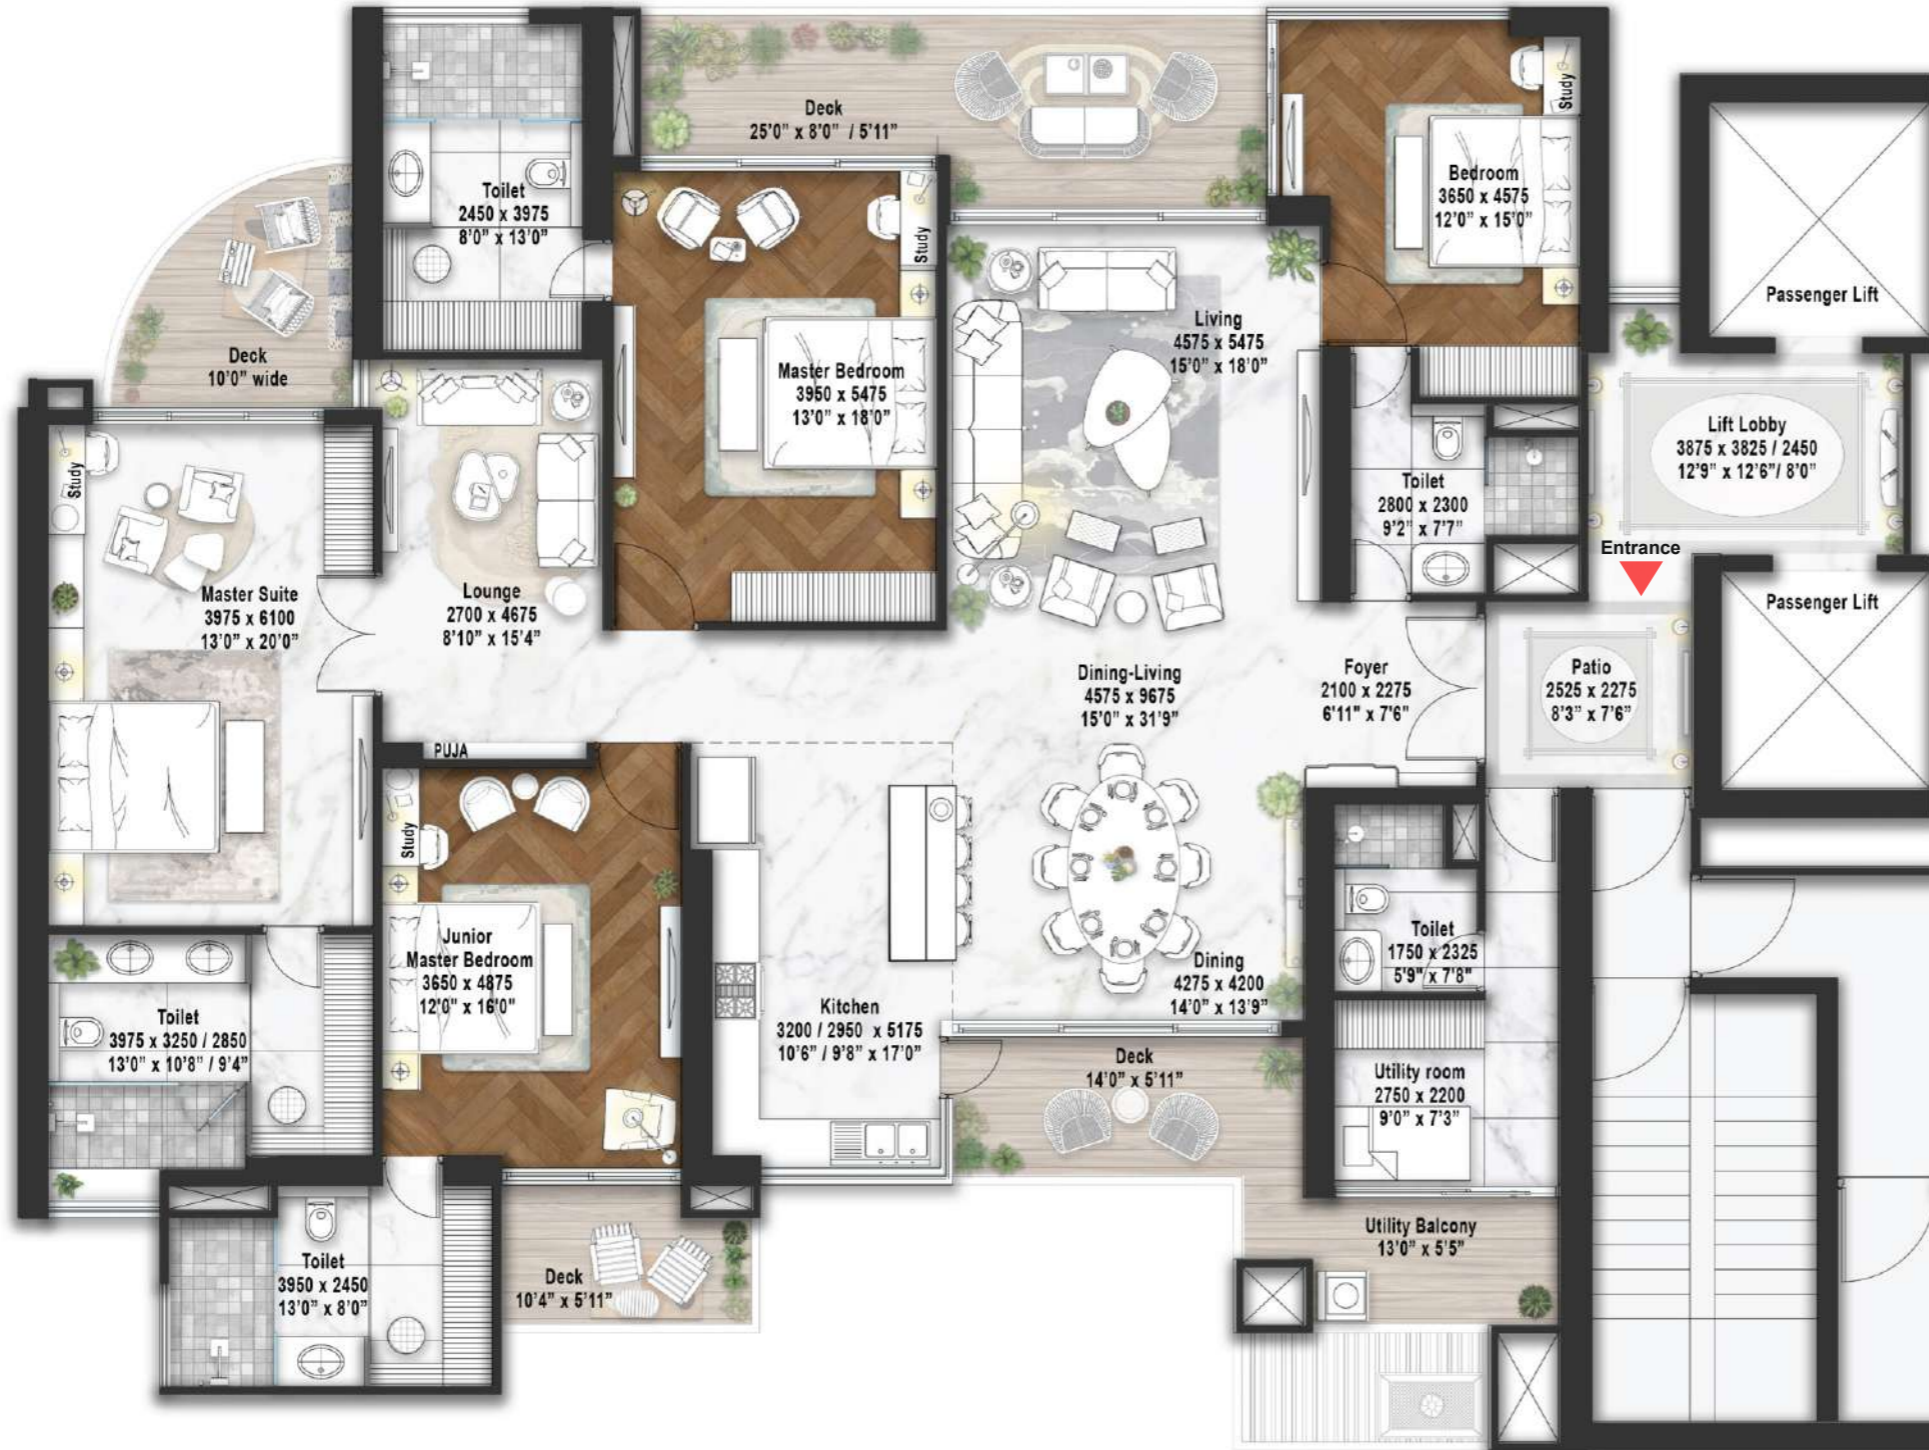 Deck
25'0" x 8'0" / 5'11"
Study
Bedroom
3650 x 4575
12'0" x 15'0"
Toilet
2450 x 3975
8'0" x 13'0"
Study
Passenger Lift
Living
4575 x 5475
15'0" x 18'0"
Deck
10'0" wide
Master Bedroom
3950 x 5475
13'0" x 18'0"
Lift Lobby
3875 x 3825 / 2450
12'9" x 12'6"/ 8'0"
Study
Toilet
2800 x 2300
9'2" x 7'7"
Entrance
Master Suite
3975 x 6100
13'0" x 20'0"
Lounge
2700 x 4675
8'10" x 15'4"
Passenger Lift
Dining-Living
4575 x 9675
15'0" x 31'9"
Foyer
2100 x 2275
6'11" x 7'6"
Patio
2525 x 2275
8'3" x 7'6"
PUJA
Study
Junior
Master Bedroom
3650 x 4875
12'0" x 16'0"
Toilet
1750 x 2325
5'9" x 7'8"
Dining
4275 x 4200
14'0" x 13'9"
Kitchen
3200 / 2950 x 5175
10'6" / 9'8" x 17'0"
Toilet
3975 x 3250 / 2850
13'0" x 10'8" / 9'4"
Deck
14'0" x 5'11"
Utility room
2750 x 2200
9'0" x 7'3"
Utility Balcony
13'0" x 5'5"
Toilet
3950 x 2450
13'0" x 8'0"
Deck
10'4" x 5'11"